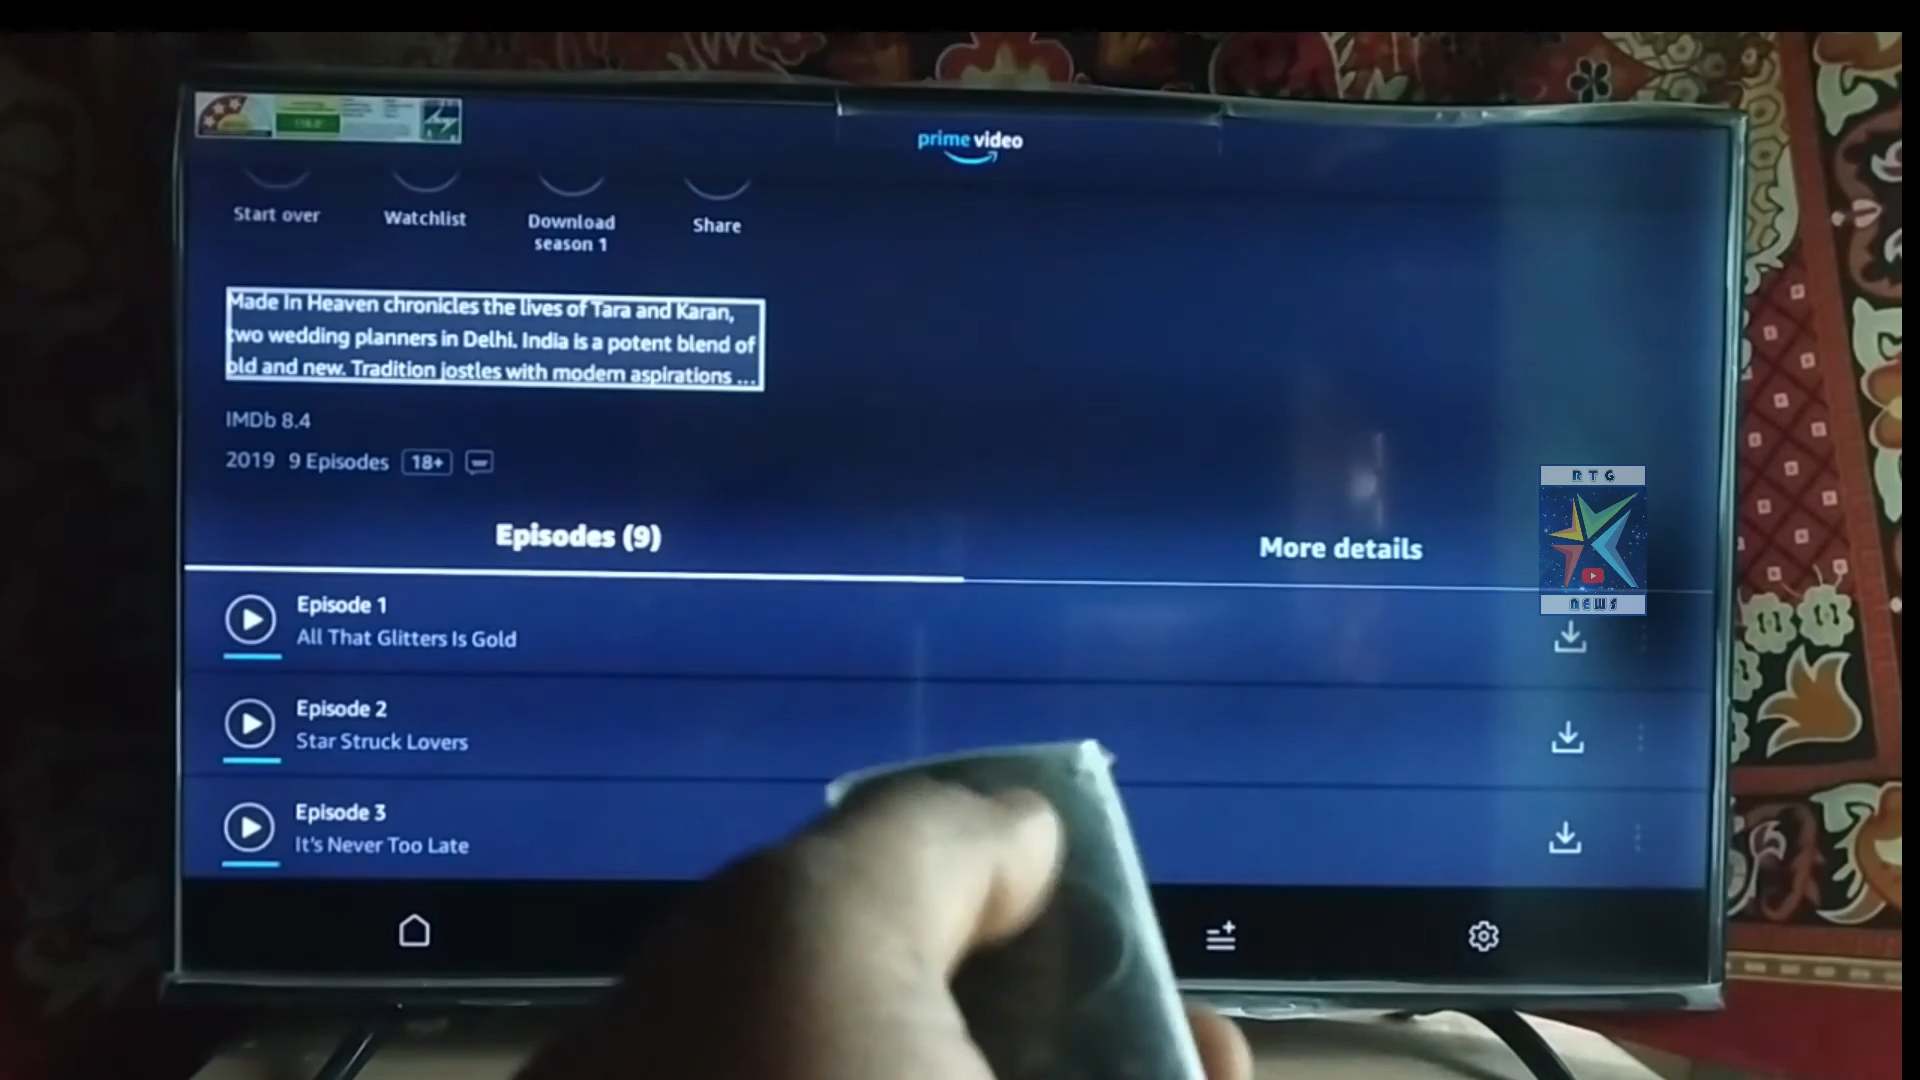 prime video
Start over
Watchlist
Download
season 1
Share
Made In Heaven chronicles the lives of Tara and Karan,
two wedding planners in Delhi. India is a potent blend of
old and new. Tradition jostles with modern aspirations ...
IMDb 8.4
2019 9 Episodes 18+
Episodes (9)
More details
RTG
NEWS
Episode 1
All That Glitters Is Gold
Episode 2
Star Struck Lovers
Episode 3
It's Never Too Late